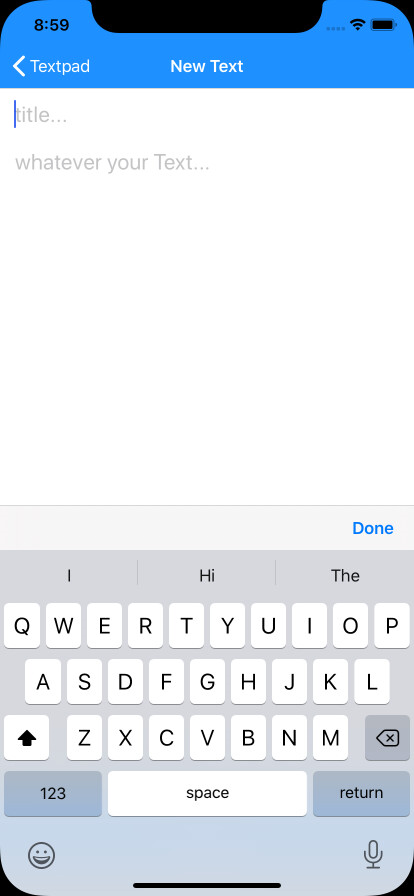 8:59
Textpad New Text
title...
whatever your Text...
Done
I Hi The
Q W E R T Y U I O P
A S D F G H J K L
Z X C V B N M
123 space return